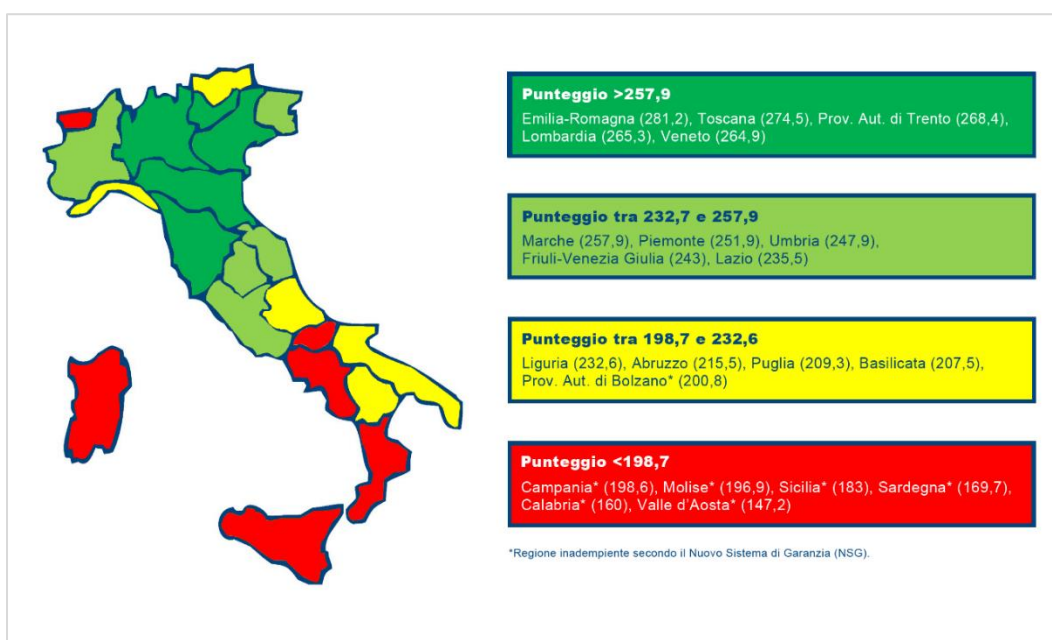 Punteggio >257,9
Emilia-Romagna (281,2), Toscana (274,5), Prov. Aut. di Trento (268,4),
Lombardia (265,3), Veneto (264,9)
Punteggio tra 232,7 e 257,9
Marche (257,9), Piemonte (251,9), Umbria (247,9),
Friuli-Venezia Giulia (243), Lazio (235,5)
Punteggio tra 198,7 e 232,6
Liguria (232,6), Abruzzo (215,5), Puglia (209,3), Basilicata (207,5),
Prov. Aut. di Bolzano* (200,8)
Punteggio <198,7
Campania* (198,6), Molise* (196,9), Sicilia* (183), Sardegna* (169,7),
Calabria* (160), Valle d'Aosta* (147,2)
*Regione inadempiente secondo il Nuovo Sistema di Garanzia (NSG).